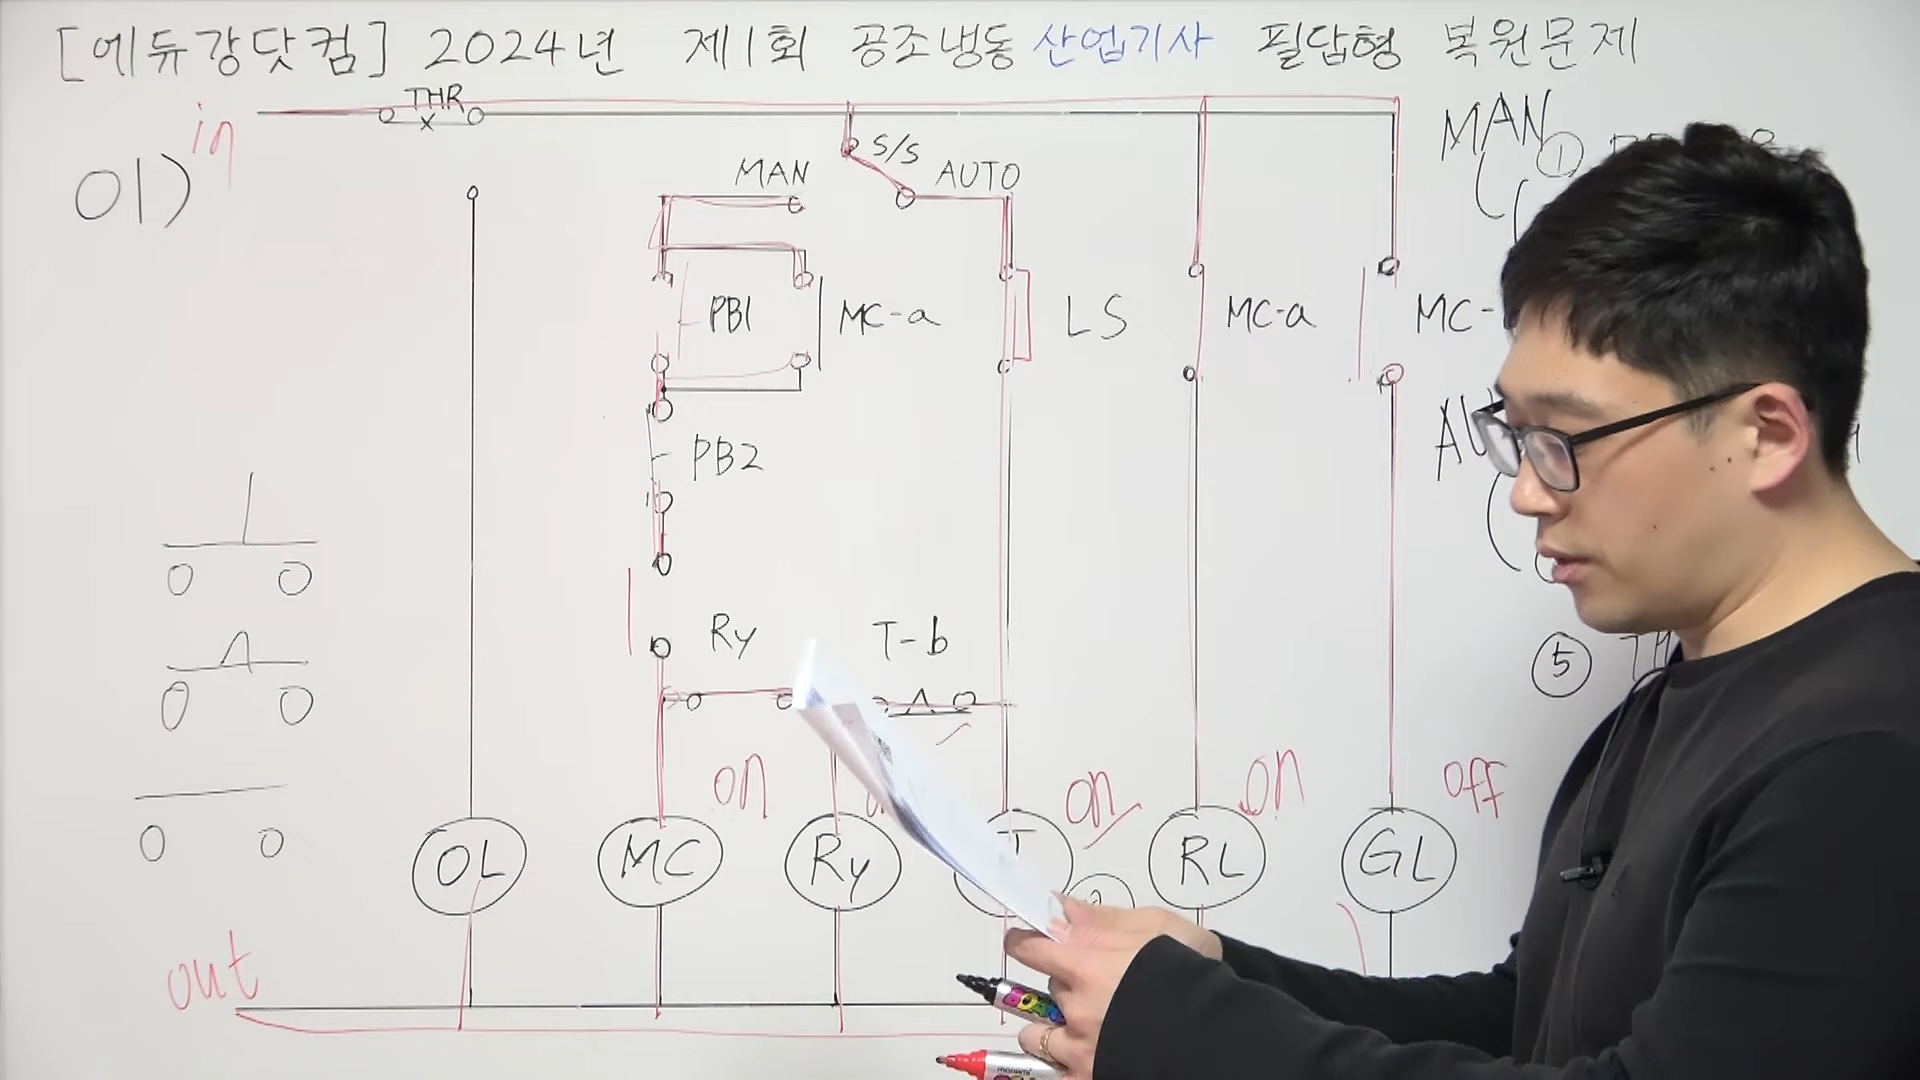 [에듀강닷컴] 2024년 제1회 공조냉동산업기사 필답형 복원문제
in
THR
01)
MAN
S/S
AUTO
PB1
MC-a
LS
MC-a
MC-
PB2
Ry
T-b
on
on
on
off
OL
MC
Ry
T
RL
GL
out
MAN
①
AU
⑤ TH